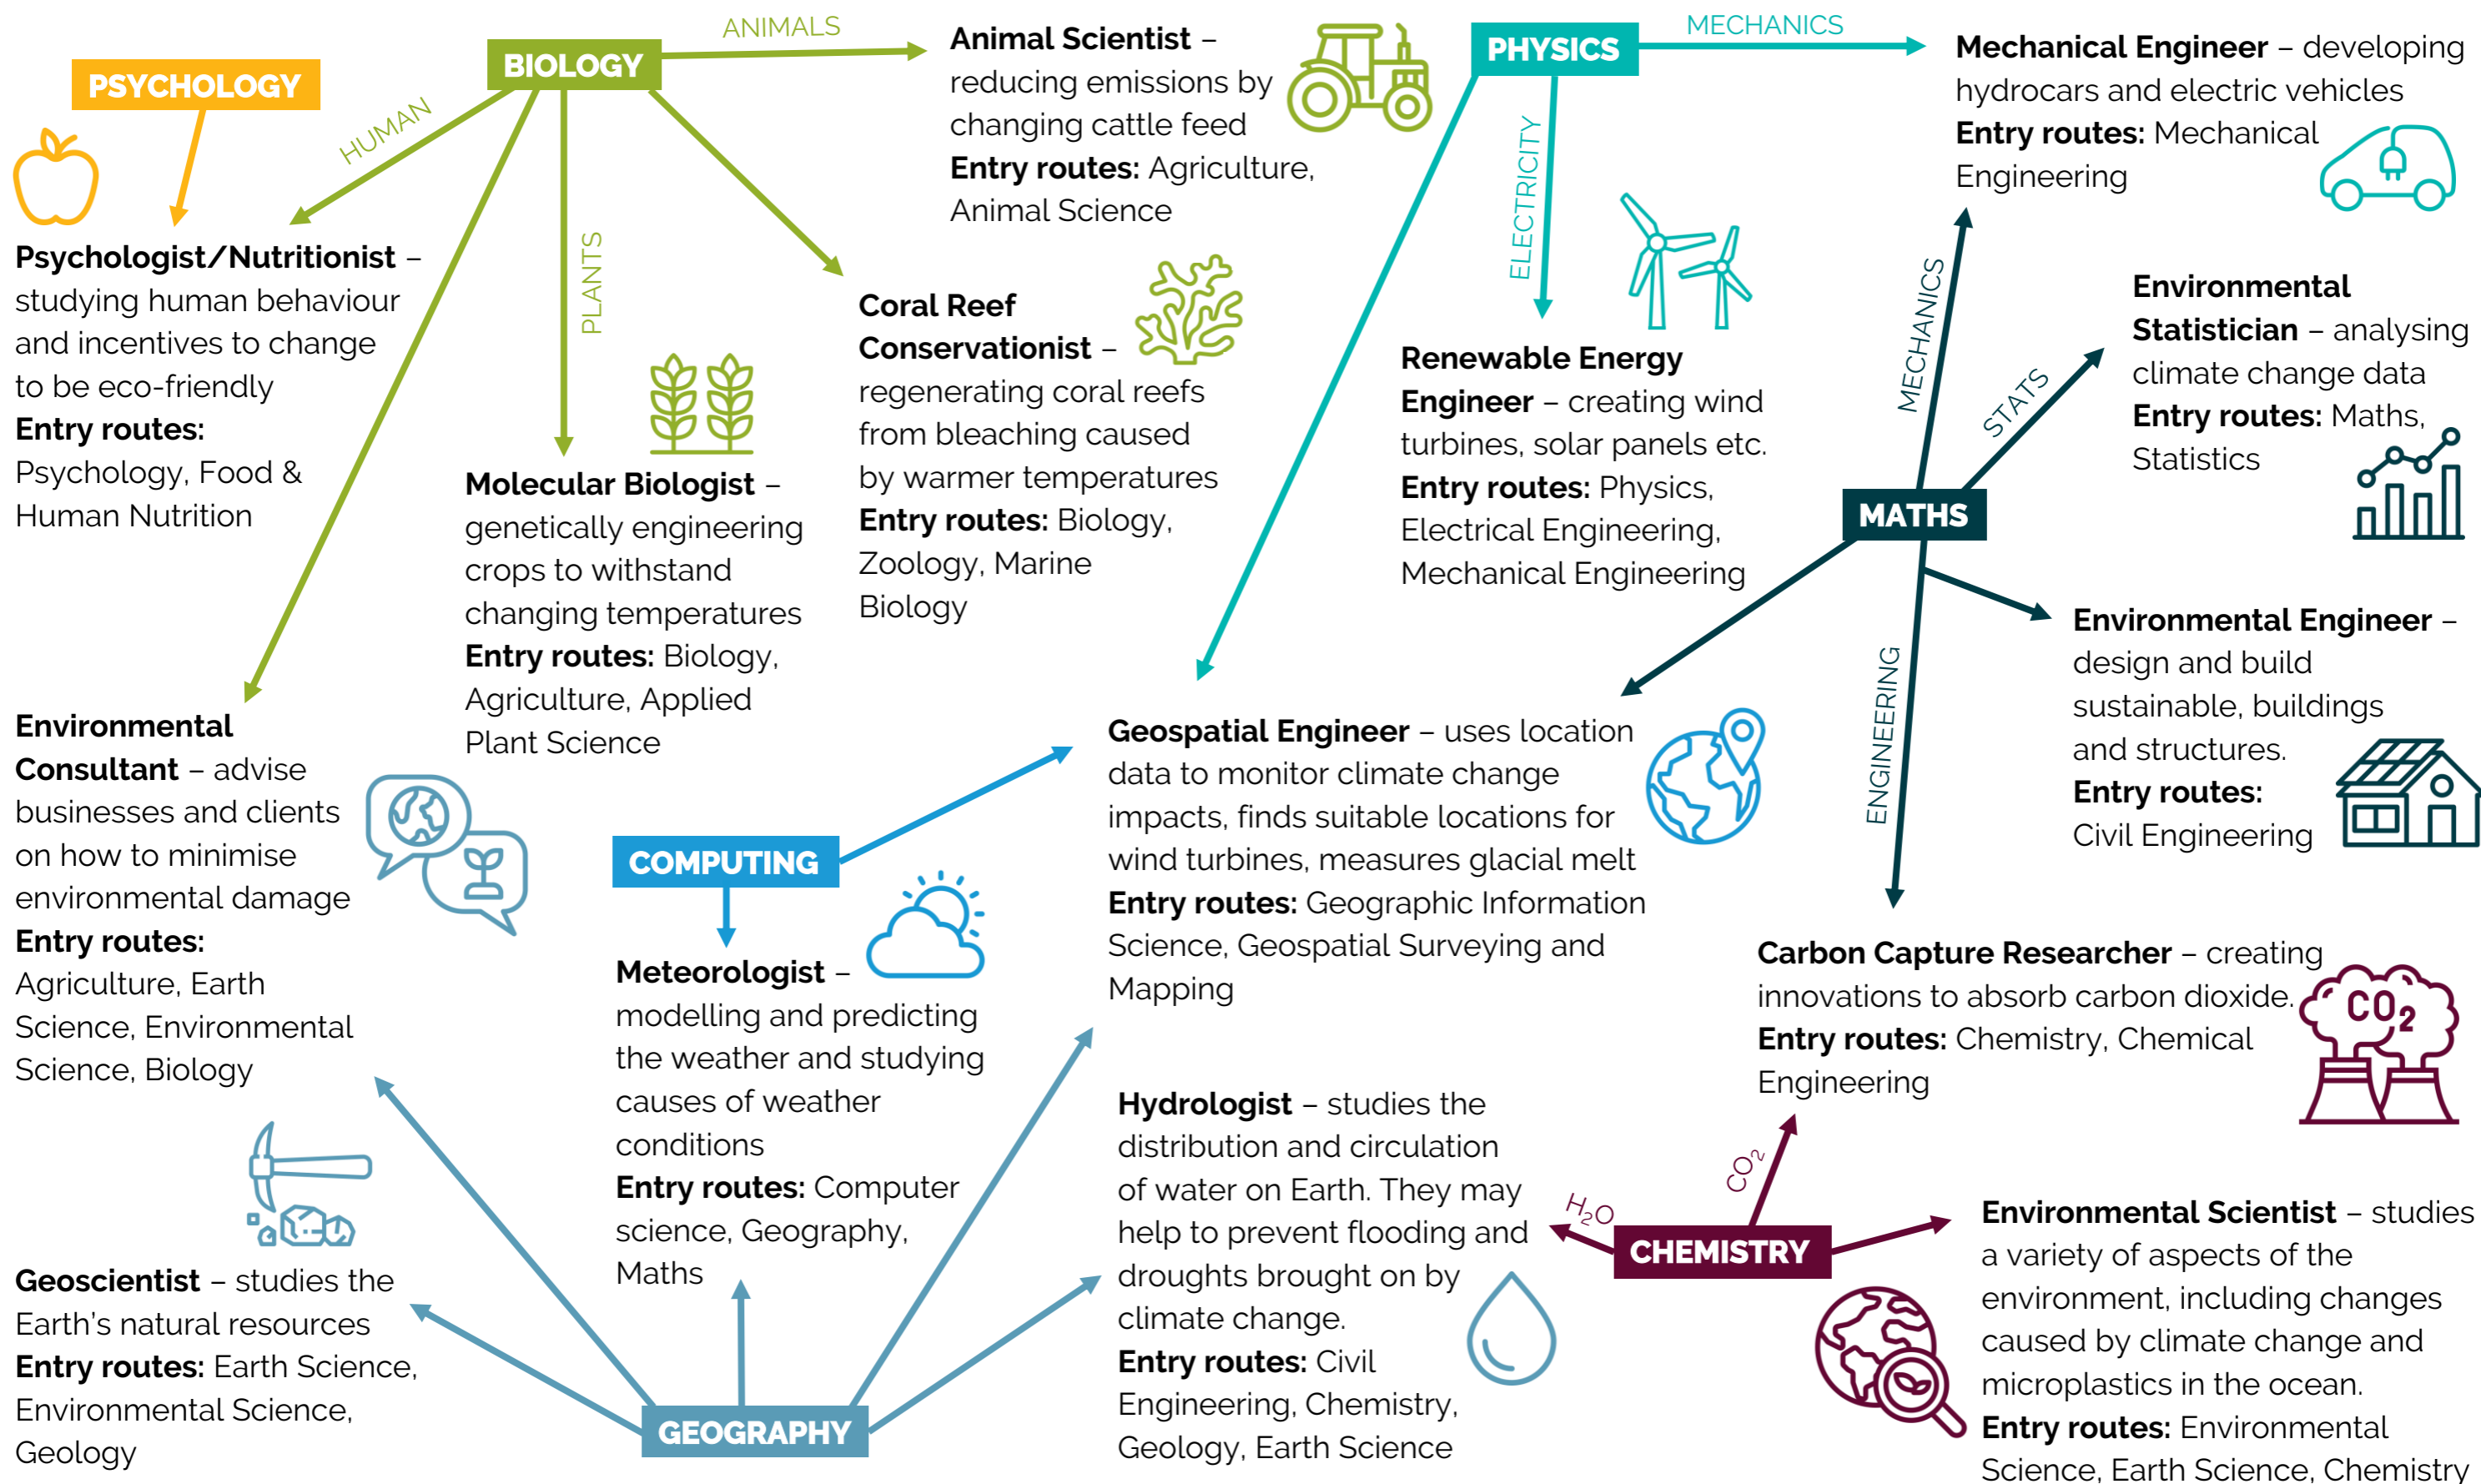 PSYCHOLOGY
BIOLOGY
ANIMALS
HUMAN
PLANTS
Psychologist/Nutritionist –
studying human behaviour
and incentives to change
to be eco-friendly
Entry routes:
Psychology, Food &
Human Nutrition
Animal Scientist –
reducing emissions by
changing cattle feed
Entry routes: Agriculture,
Animal Science
Coral Reef
Conservationist –
regenerating coral reefs
from bleaching caused
by warmer temperatures
Entry routes: Biology,
Zoology, Marine
Biology
Molecular Biologist –
genetically engineering
crops to withstand
changing temperatures
Entry routes: Biology,
Agriculture, Applied
Plant Science
PHYSICS
MECHANICS
ELECTRICITY
Mechanical Engineer – developing
hydrocars and electric vehicles
Entry routes: Mechanical
Engineering
Renewable Energy
Engineer – creating wind
turbines, solar panels etc.
Entry routes: Physics,
Electrical Engineering,
Mechanical Engineering
MECHANICS
STATS
MATHS
ENGINEERING
Environmental
Statistician – analysing
climate change data
Entry routes: Maths,
Statistics
Environmental Engineer –
design and build
sustainable, buildings
and structures.
Entry routes:
Civil Engineering
Environmental
Consultant – advise
businesses and clients
on how to minimise
environmental damage
Entry routes:
Agriculture, Earth
Science, Environmental
Science, Biology
COMPUTING
Meteorologist –
modelling and predicting
the weather and studying
causes of weather
conditions
Entry routes: Computer
science, Geography,
Maths
Geospatial Engineer – uses location
data to monitor climate change
impacts, finds suitable locations for
wind turbines, measures glacial melt
Entry routes: Geographic Information
Science, Geospatial Surveying and
Mapping
Carbon Capture Researcher – creating
innovations to absorb carbon dioxide.
Entry routes: Chemistry, Chemical
Engineering
CO₂
Hydrologist – studies the
distribution and circulation
of water on Earth. They may
help to prevent flooding and
droughts brought on by
climate change.
Entry routes: Civil
Engineering, Chemistry,
Geology, Earth Science
H₂O
CO₂
CHEMISTRY
Environmental Scientist – studies
a variety of aspects of the
environment, including changes
caused by climate change and
microplastics in the ocean.
Entry routes: Environmental
Science, Earth Science, Chemistry
Geoscientist – studies the
Earth's natural resources
Entry routes: Earth Science,
Environmental Science,
Geology
GEOGRAPHY